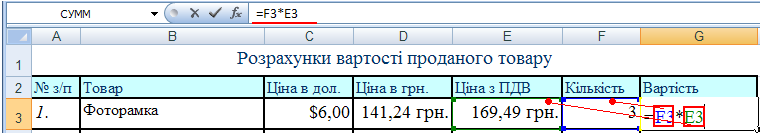 СУММ =F3*E3
A B C D E F G
1 Розрахунки вартості проданого товару
2 № з/п Товар Ціна в дол. Ціна в грн. Ціна з ПДВ Кількість Вартість
3 1. Фоторамка $6,00 141,24 грн. 169,49 грн. 3 =F3*E3